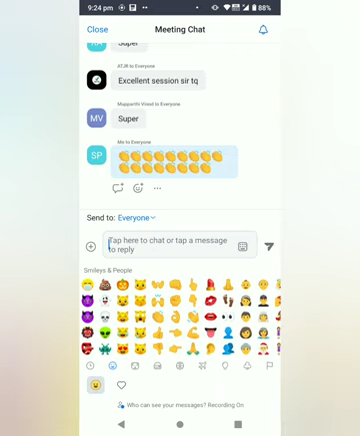 9:24 pm
88%
Close
Meeting Chat
Super
ATJR to Everyone
Excellent session sir tq
Mupparthi Vinod to Everyone
MV
Super
Me to Everyone
SP
Send to: Everyone
Tap here to chat or tap a message
to reply
Smileys & People
Who can see your messages? Recording On